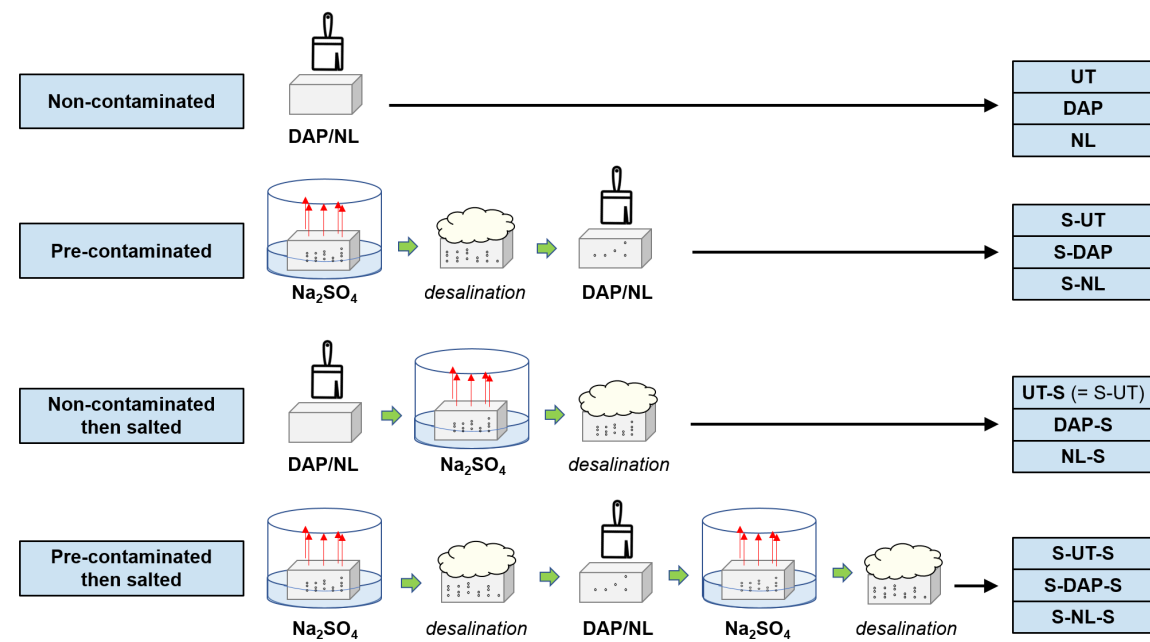 Non-contaminated
DAP/NL
UT
DAP
NL
Pre-contaminated
Na₂SO₄
desalination
DAP/NL
S-UT
S-DAP
S-NL
Non-contaminated
then salted
DAP/NL
Na₂SO₄
desalination
UT-S (= S-UT)
DAP-S
NL-S
Pre-contaminated
then salted
Na₂SO₄
desalination
DAP/NL
Na₂SO₄
desalination
S-UT-S
S-DAP-S
S-NL-S